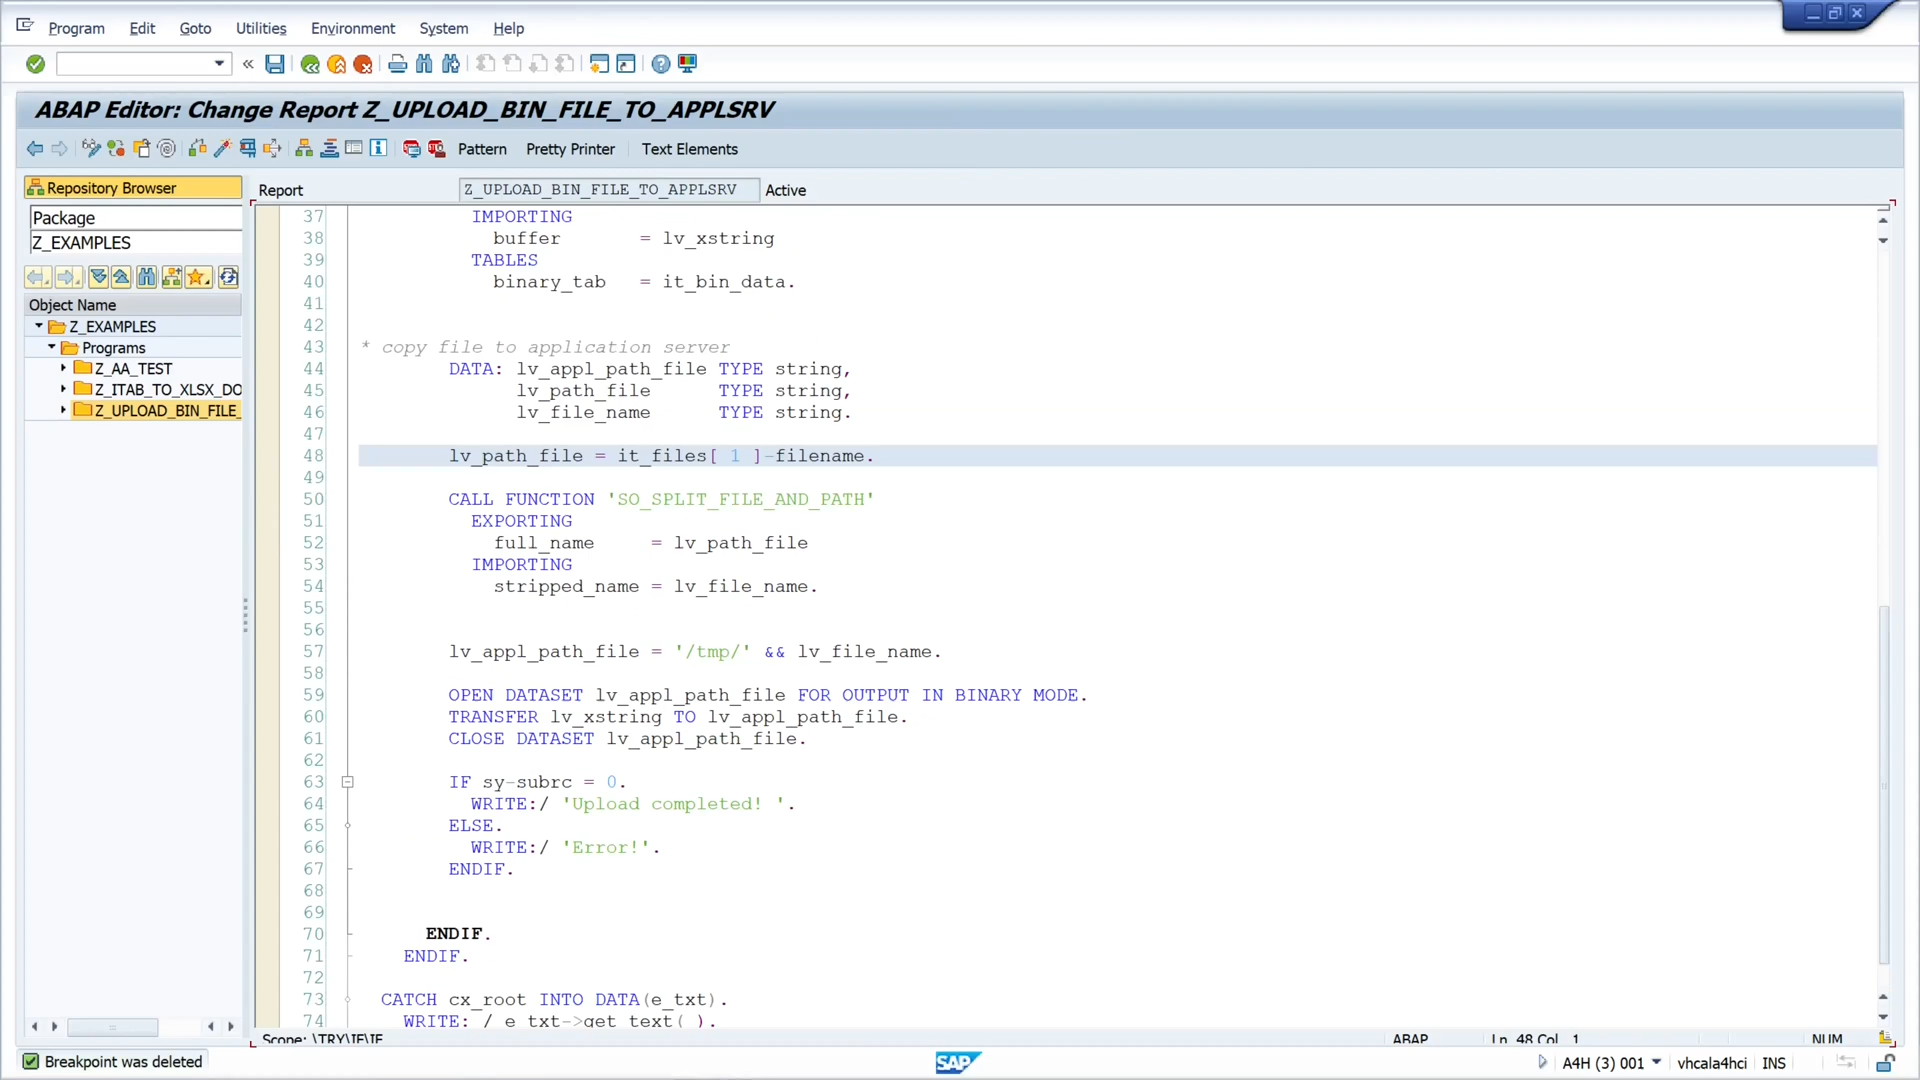 Program Edit Goto Utilities Environment System Help
ABAP Editor: Change Report Z_UPLOAD_BIN_FILE_TO_APPLSRV
Pattern Pretty Printer Text Elements
Repository Browser
Report Z_UPLOAD_BIN_FILE_TO_APPLSRV Active
Package
Z_EXAMPLES
Object Name
Z_EXAMPLES
Programs
Z_AA_TEST
Z_ITAB_TO_XLSX_DO
Z_UPLOAD_BIN_FILE_
37 IMPORTING
38 buffer = lv_xstring
39 TABLES
40 binary_tab = it_bin_data.
41
42
43 * copy file to application server
44 DATA: lv_appl_path_file TYPE string,
45 lv_path_file TYPE string,
46 lv_file_name TYPE string.
47
48 lv_path_file = it_files[ 1 ]-filename.
49
50 CALL FUNCTION 'SO_SPLIT_FILE_AND_PATH'
51 EXPORTING
52 full_name = lv_path_file
53 IMPORTING
54 stripped_name = lv_file_name.
55
56
57 lv_appl_path_file = '/tmp/' && lv_file_name.
58
59 OPEN DATASET lv_appl_path_file FOR OUTPUT IN BINARY MODE.
60 TRANSFER lv_xstring TO lv_appl_path_file.
61 CLOSE DATASET lv_appl_path_file.
62
63 IF sy-subrc = 0.
64 WRITE:/ 'Upload completed! '.
65 ELSE.
66 WRITE:/ 'Error!'.
67 ENDIF.
68
69
70 ENDIF.
71 ENDIF.
72
73 CATCH cx_root INTO DATA(e_txt).
74 WRITE: / e_txt->get_text( ).
Scope: \TRY\IF\IF ABAP Ln 48 Col 1 NUM
Breakpoint was deleted SAP A4H (3) 001 vhcala4hci INS